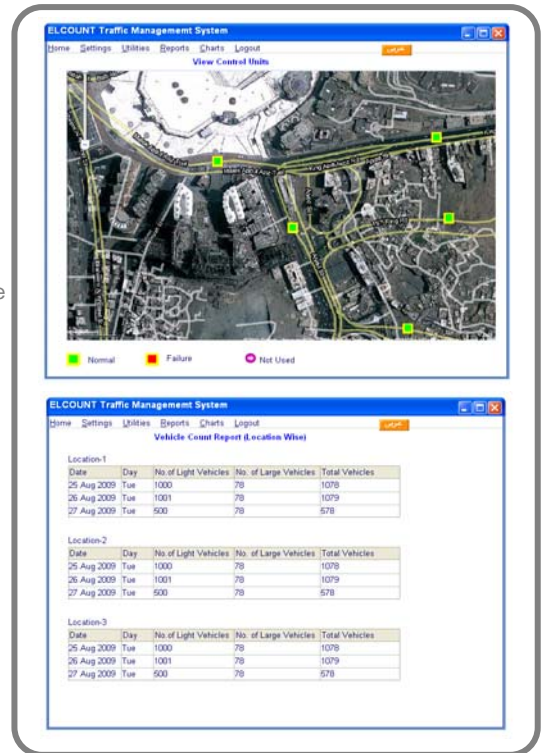 e
ELCOUNT Traffic Managememt System
Home Settings Utilities Reports Charts Logout عربى
View Control Units
Normal Failure Not Used
ELCOUNT Traffic Managememt System
Home Settings Utilities Reports Charts Logout عربى
Vehicle Count Report (Location Wise)
Location-1
Date Day No.of Light Vehicles No. of Large Vehicles Total Vehicles
25 Aug 2009 Tue 1000 78 1078
26 Aug 2009 Tue 1001 78 1079
27 Aug 2009 Tue 500 78 578
Location-2
Date Day No.of Light Vehicles No. of Large Vehicles Total Vehicles
25 Aug 2009 Tue 1000 78 1078
26 Aug 2009 Tue 1001 78 1079
27 Aug 2009 Tue 500 78 578
Location-3
Date Day No.of Light Vehicles No. of Large Vehicles Total Vehicles
25 Aug 2009 Tue 1000 78 1078
26 Aug 2009 Tue 1001 78 1079
27 Aug 2009 Tue 500 78 578